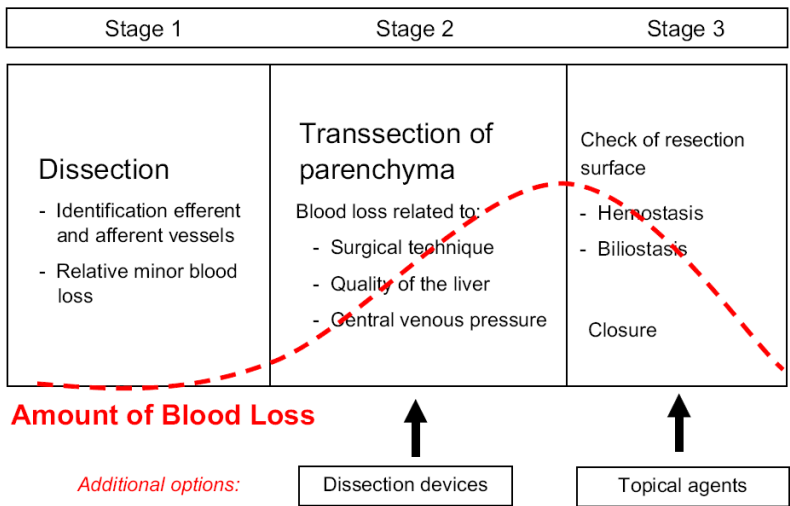 Stage 1
Stage 2
Stage 3
Dissection
- Identification efferent
and afferent vessels
- Relative minor blood
loss
Transsection of
parenchyma
Blood loss related to:
- Surgical technique
- Quality of the liver
- Central venous pressure
Check of resection
surface
- Hemostasis
- Biliostasis
Closure
Amount of Blood Loss
Additional options:
Dissection devices
Topical agents